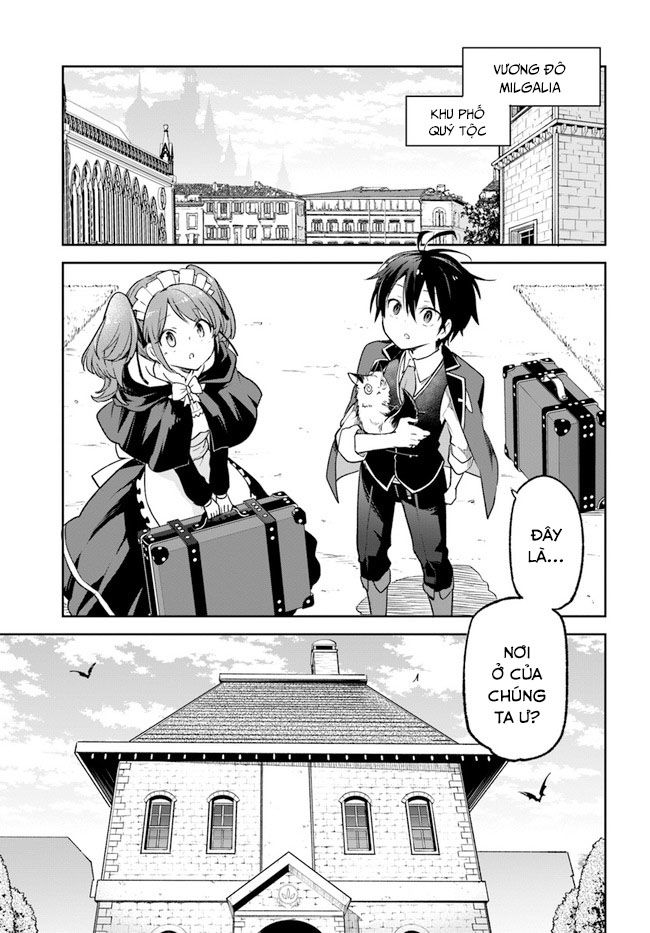 VƯƠNG ĐÔ
MILGALIA
KHU PHỐ
QUÝ TỘC
ĐÂY
LÀ...
NƠI
Ở CỦA
CHÚNG
TA Ư?